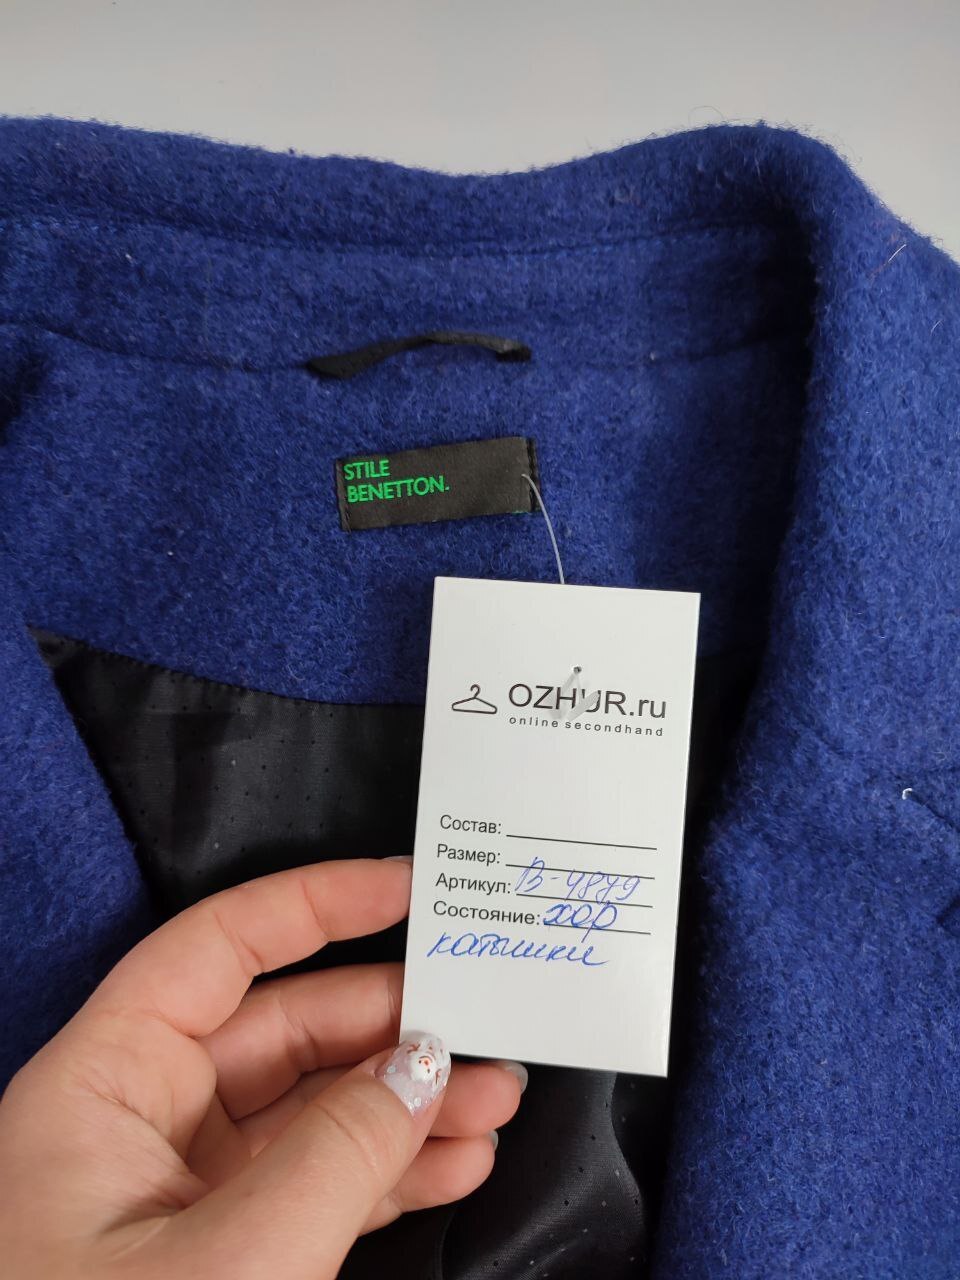 STILE
BENETTON.
OZHUR.ru
online secondhand
Состав:
Размер:
Артикул: В-4879
Состояние: хор
катышки